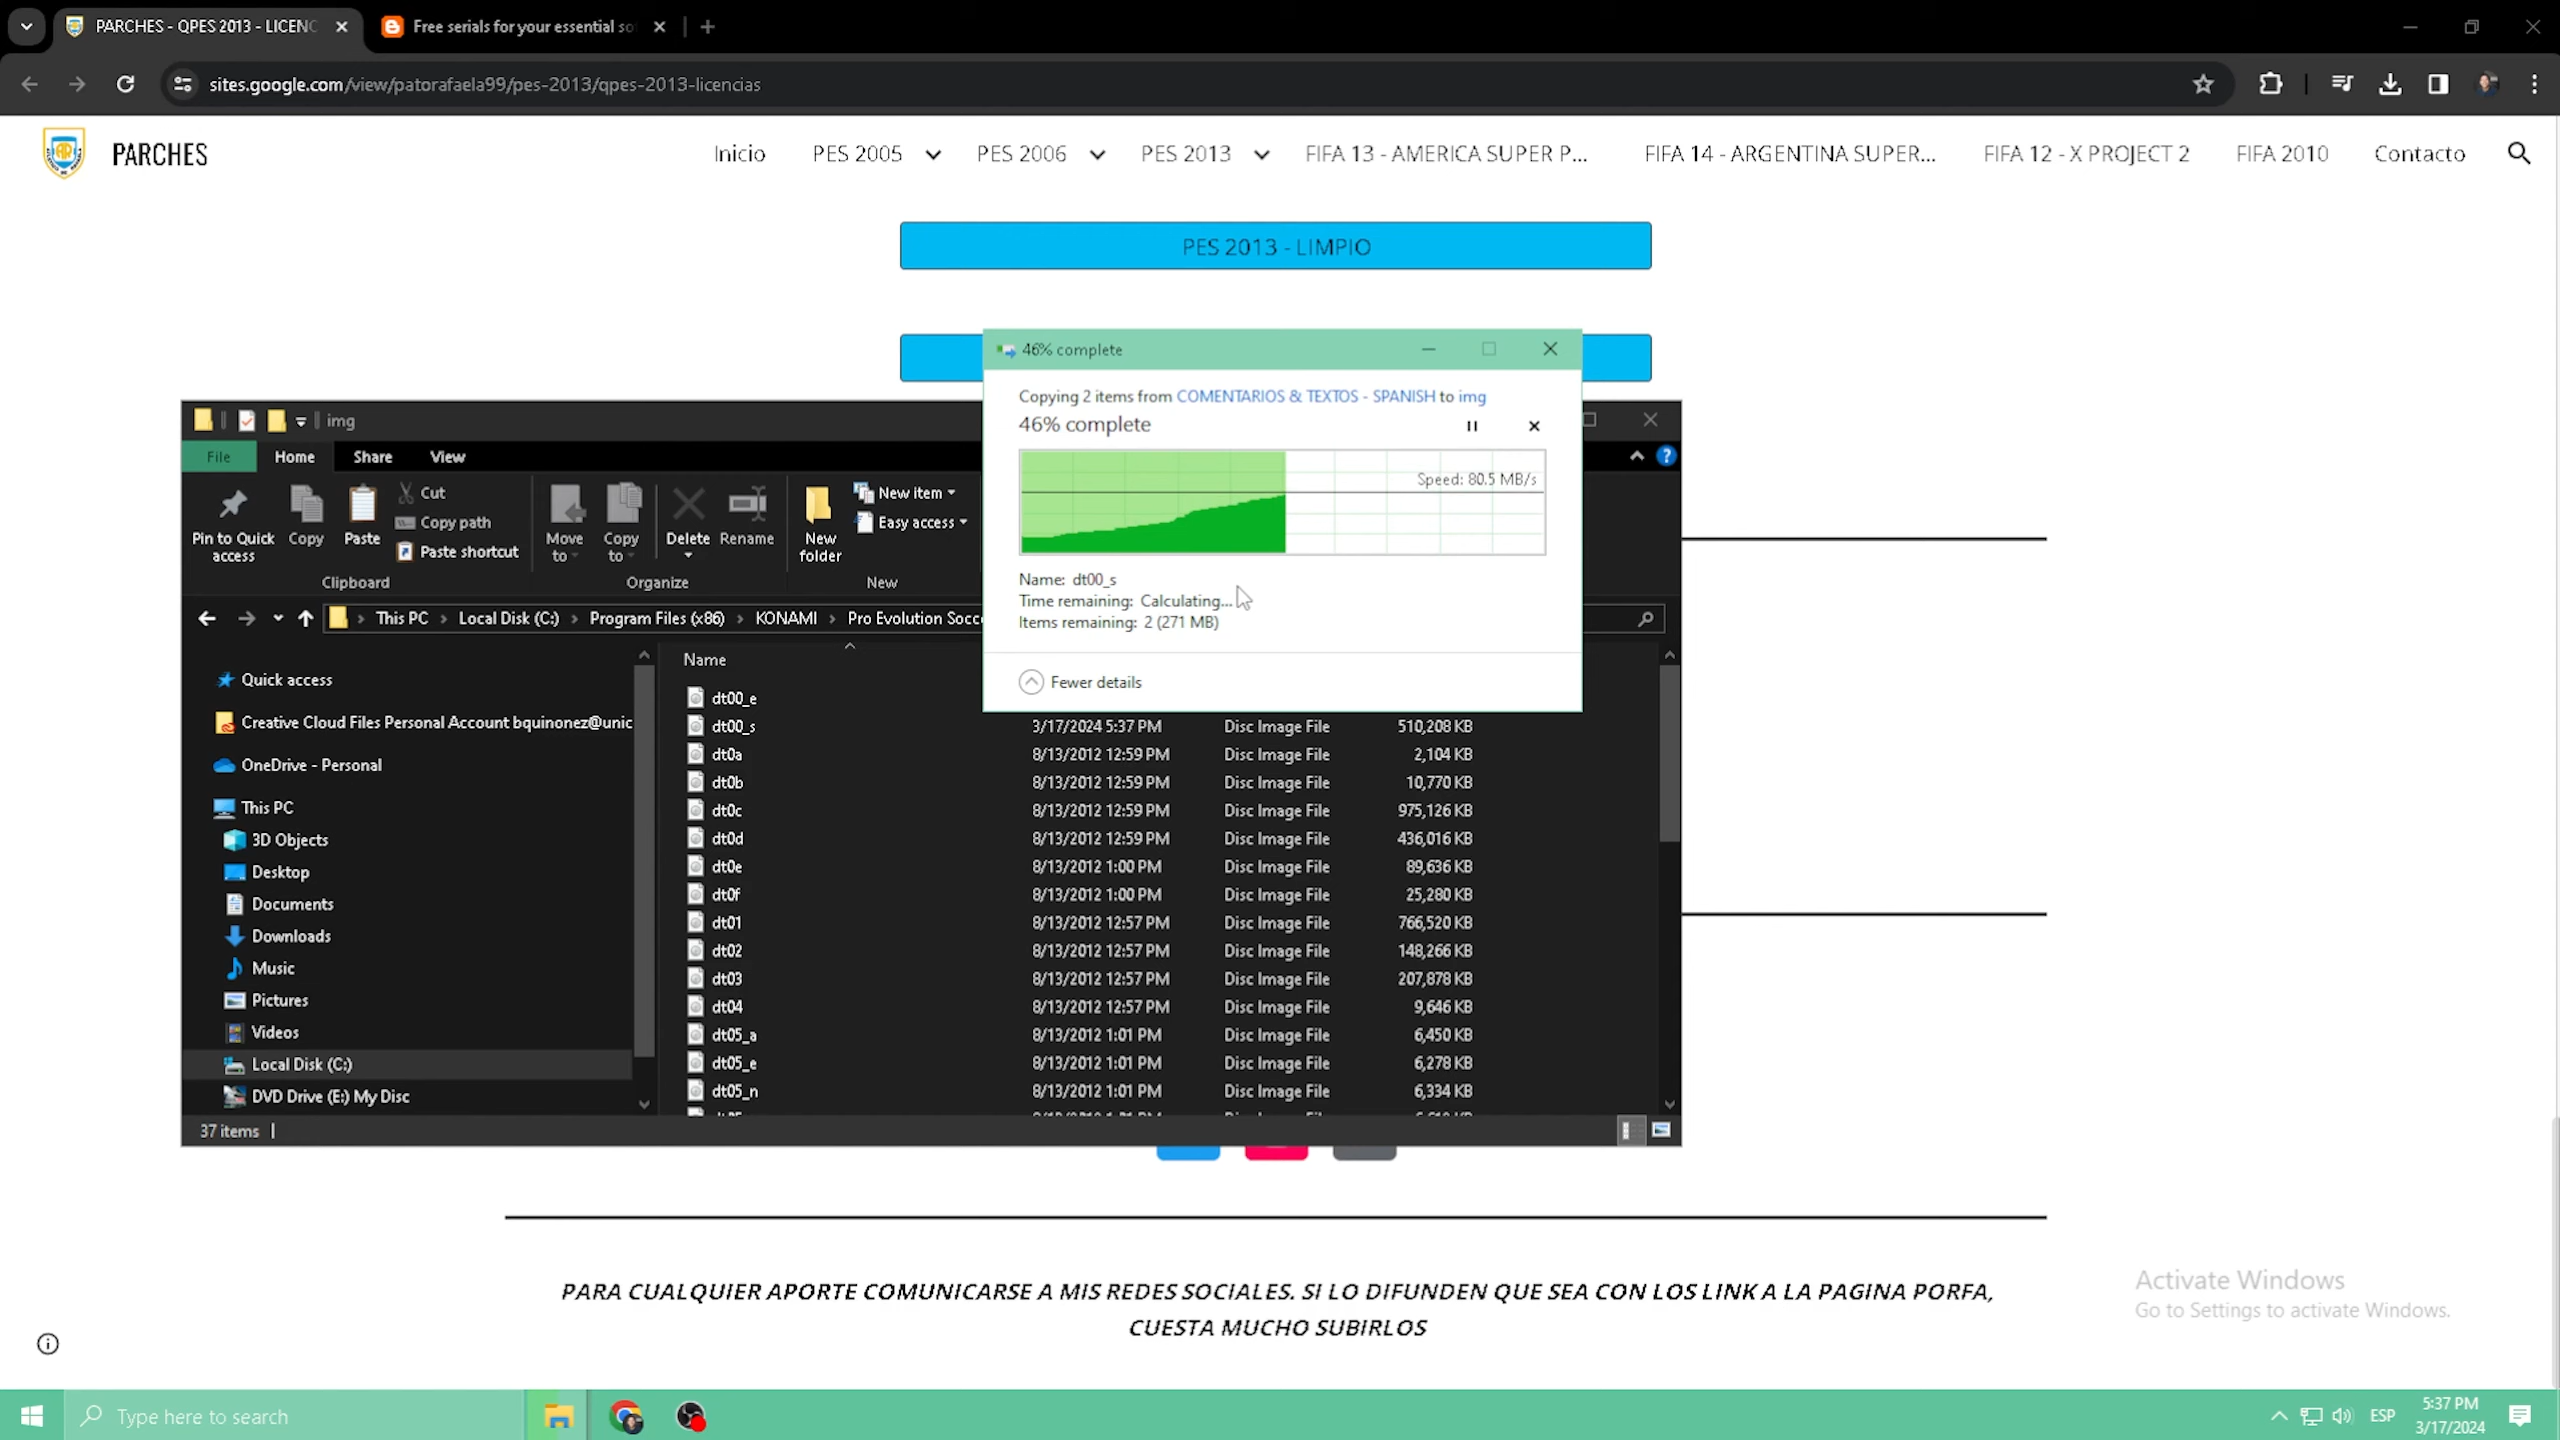 PARCHES - QPES 2013 - LICENC
Free serials for your essential so
sites.google.com/view/patorafaela99/pes-2013/qpes-2013-licencias
PARCHES
Inicio
PES 2005
PES 2006
PES 2013
FIFA 13 - AMERICA SUPER P...
FIFA 14 - ARGENTINA SUPER...
FIFA 12 - X PROJECT 2
FIFA 2010
Contacto
PES 2013 - LIMPIO
46% complete
Copying 2 items from COMENTARIOS & TEXTOS - SPANISH to img
46% complete
Speed: 80.5 MB/s
Name: dt00_s
Time remaining: Calculating...
Items remaining: 2 (271 MB)
Fewer details
img
File
Home
Share
View
Pin to Quick access
Copy
Paste
Cut
Copy path
Paste shortcut
Clipboard
Move to
Copy to
Delete
Rename
Organize
New folder
New item
Easy access
New
This PC
Local Disk (C:)
Program Files (x86)
KONAMI
Pro Evolution Socc
Quick access
Creative Cloud Files Personal Account bquinonez@unic
OneDrive - Personal
This PC
3D Objects
Desktop
Documents
Downloads
Music
Pictures
Videos
Local Disk (C:)
DVD Drive (E:) My Disc
Name
dt00_e
dt00_s 3/17/2024 5:37 PM Disc Image File 510,208 KB
dt0a 8/13/2012 12:59 PM Disc Image File 2,104 KB
dt0b 8/13/2012 12:59 PM Disc Image File 10,770 KB
dt0c 8/13/2012 12:59 PM Disc Image File 975,126 KB
dt0d 8/13/2012 12:59 PM Disc Image File 436,016 KB
dt0e 8/13/2012 1:00 PM Disc Image File 89,636 KB
dt0f 8/13/2012 1:00 PM Disc Image File 25,280 KB
dt01 8/13/2012 12:57 PM Disc Image File 766,520 KB
dt02 8/13/2012 12:57 PM Disc Image File 148,266 KB
dt03 8/13/2012 12:57 PM Disc Image File 207,878 KB
dt04 8/13/2012 12:57 PM Disc Image File 9,646 KB
dt05_a 8/13/2012 1:01 PM Disc Image File 6,450 KB
dt05_e 8/13/2012 1:01 PM Disc Image File 6,278 KB
dt05_n 8/13/2012 1:01 PM Disc Image File 6,334 KB
37 items
PARA CUALQUIER APORTE COMUNICARSE A MIS REDES SOCIALES. SI LO DIFUNDEN QUE SEA CON LOS LINK A LA PAGINA PORFA,
CUESTA MUCHO SUBIRLOS
Activate Windows
Go to Settings to activate Windows.
Type here to search
ESP
5:37 PM
3/17/2024